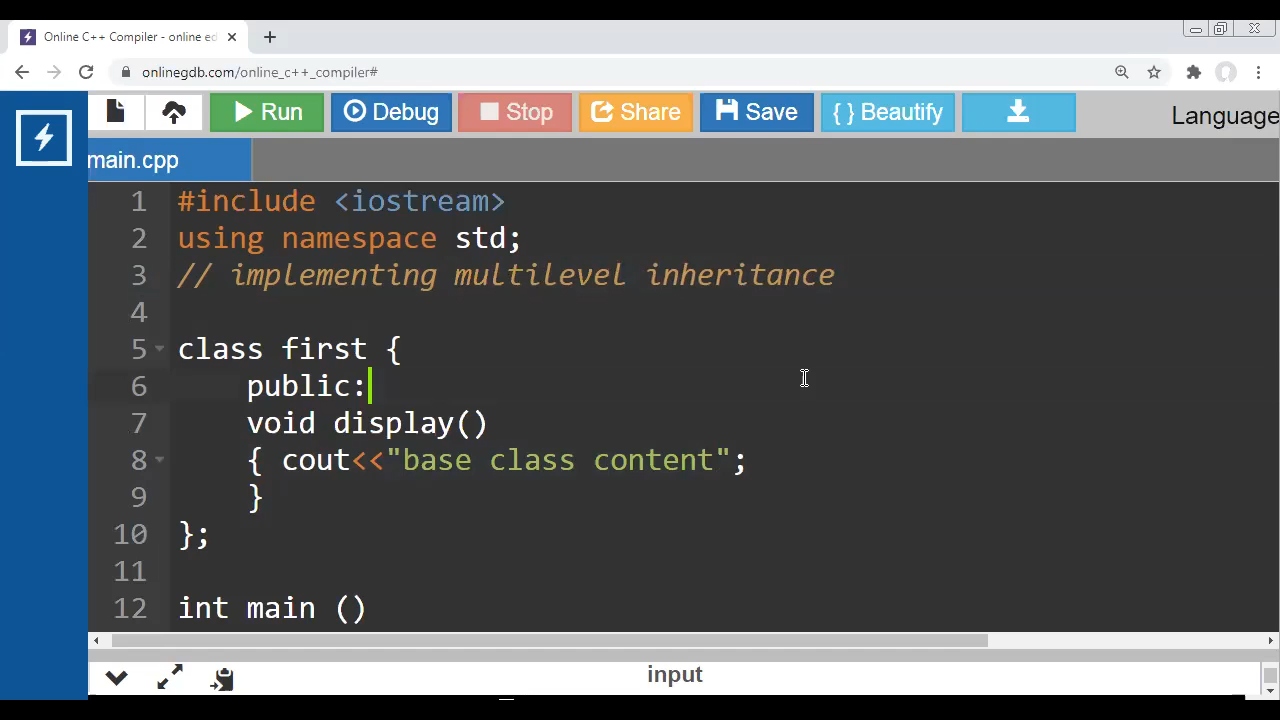 Online C++ Compiler - online ed
onlinegdb.com/online_c++_compiler#
Run Debug Stop Share Save { } Beautify Language
main.cpp
1 #include <iostream>
2 using namespace std;
3 // implementing multilevel inheritance
4
5 class first {
6 public:
7 void display()
8 { cout<<"base class content";
9 }
10 };
11
12 int main ()
input